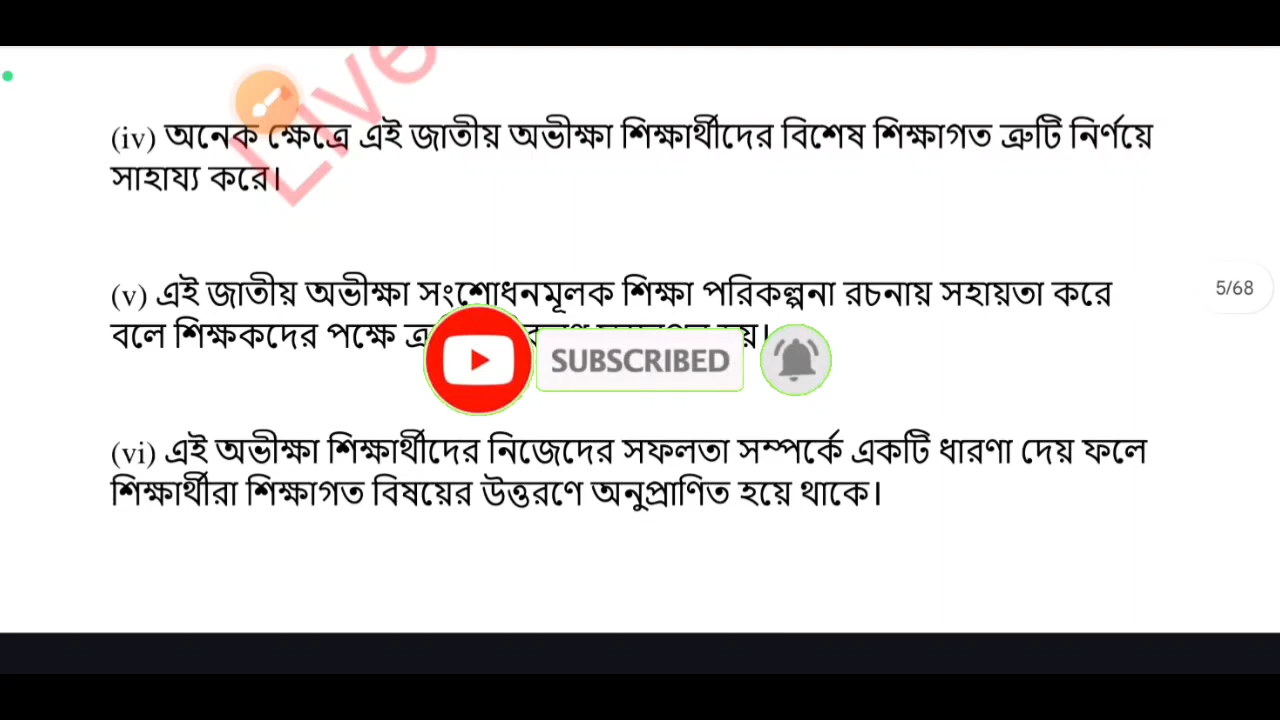 Live
(iv) অনেক ক্ষেত্রে এই জাতীয় অভীক্ষা শিক্ষার্থীদের বিশেষ শিক্ষাগত ত্রুটি নির্ণয়ে
সাহায্য করে।
(v) এই জাতীয় অভীক্ষা সংশোধনমূলক শিক্ষা পরিকল্পনা রচনায় সহায়তা করে
5/68
বলে শিক্ষকদের পক্ষে
SUBSCRIBED
(vi) এই অভীক্ষা শিক্ষার্থীদের নিজেদের সফলতা সম্পর্কে একটি ধারণা দেয় ফলে
শিক্ষার্থীরা শিক্ষাগত বিষয়ের উত্তরণে অনুপ্রাণিত হয়ে থাকে।